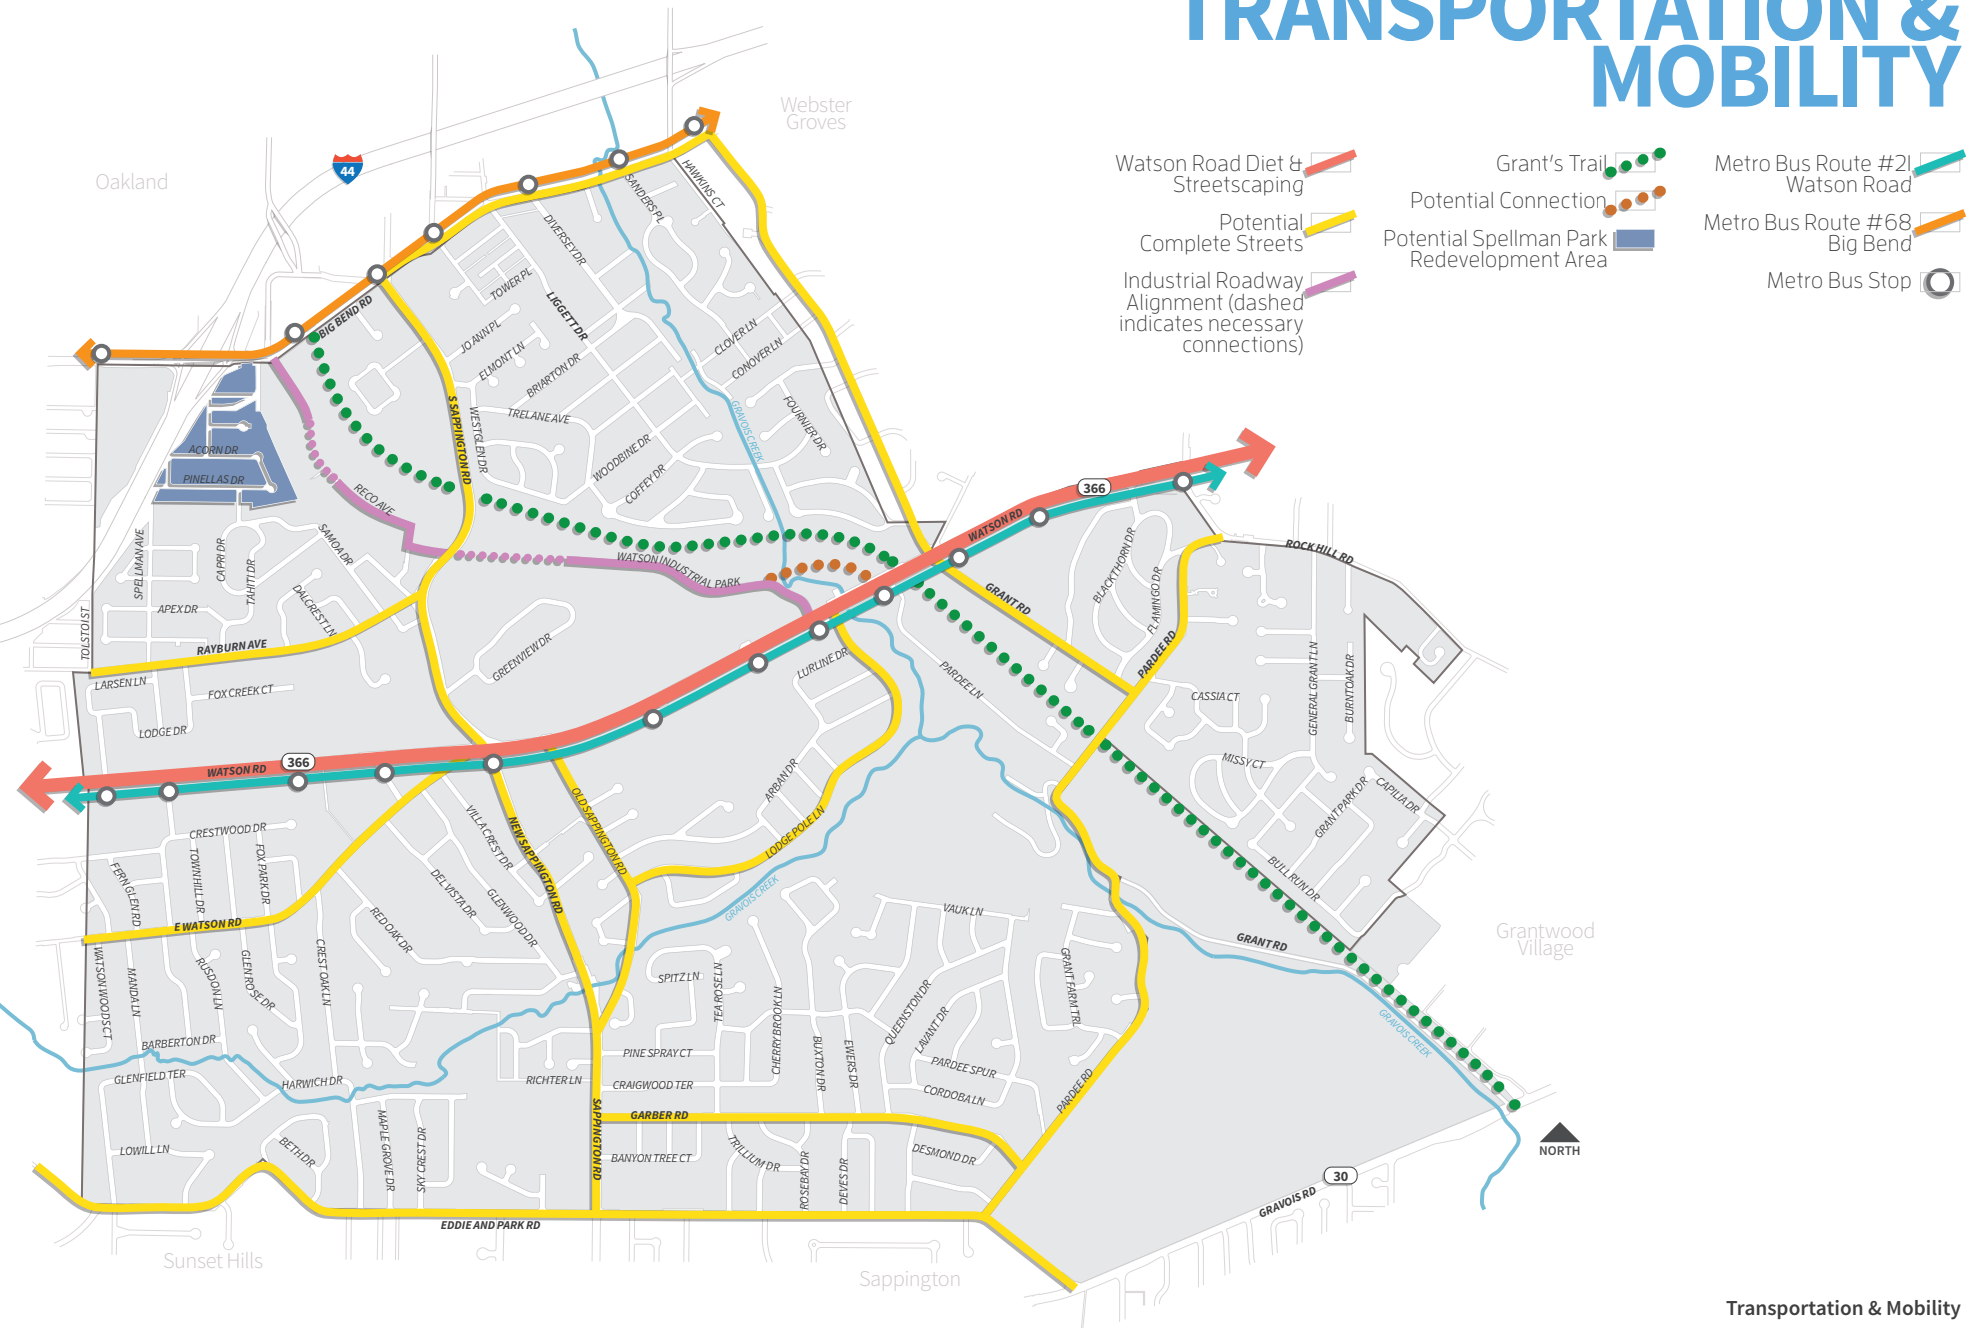 TRANSPORTATION &
MOBILITY
Webster
Groves
Oakland
44
Watson Road Diet &
Streetscaping
Potential
Complete Streets
Industrial Roadway
Alignment (dashed
indicates necessary
connections)
Grant's Trail
Potential Connection
Potential Spellman Park
Redevelopment Area
Metro Bus Route #21
Watson Road
Metro Bus Route #68
Big Bend
Metro Bus Stop
HAWKINS CT
SANDERS PL
DIVERSEY DR
TOWER PL
LIGGETT DR
BIG BEND RD
JO ANN PL
ELMONT LN
BRIARTON DR
CLOVER LN
CONOVER LN
S SAPPINGTON RD
WESTGLEN DR
TRELANE AVE
GRAVOIS CREEK
FOURNIER DR
WOODBINE DR
COFFEY DR
ACORN DR
PINELLAS DR
RECO AVE
SAMOA DR
SPELLMAN AVE
CAPRI DR
TAHITI DR
DALCREST LN
APEX DR
TOLSTOI ST
RAYBURN AVE
LARSEN LN
FOX CREEK CT
LODGE DR
WATSON INDUSTRIAL PARK
GREENVIEW DR
LURLINE DR
WATSON RD
366
ROCK HILL RD
BLACKTHORN DR
FLAMINGO DR
GRANT RD
PARDEE RD
PARDEE LN
CASSIA CT
GENERAL GRANT LN
BURNT OAK DR
MISSY CT
GRANT PARK DR
CAPILIA DR
BULL RUN DR
366
WATSON RD
CRESTWOOD DR
FERN GLEN RD
TOWN HILL DR
FOX PARK DR
VILLA CREST DR
NEW SAPPINGTON RD
OLD SAPPINGTON RD
ARBAN DR
LODGE POLE LN
DEL VISTA DR
GLENWOOD DR
RED OAK DR
E WATSON RD
GRAVOIS CREEK
VAUK LN
GRANT RD
Grantwood
Village
WATSON WOODS CT
MANDA LN
RUSDON LN
GLEN ROSE DR
CREST OAK LN
SPITZ LN
TEA ROSE LN
CHERRYBROOK LN
QUEENSTON DR
LAVANT DR
GRANT FARM TRL
GRAVOIS CREEK
BARBERTON DR
GLENFIELD TER
HARWICH DR
RICHTER LN
PINE SPRAY CT
CRAIGWOOD TER
BUXTON DR
EWERS DR
PARDEE SPUR
CORDOBA LN
PARDEE RD
SAPPINGTON RD
GARBER RD
LOWILL LN
BETH DR
MAPLE GROVE DR
SKY CREST DR
BANYON TREE CT
TRILLIUM DR
ROSEBAY DR
DEVES DR
DESMOND DR
NORTH
30
GRAVOIS RD
EDDIE AND PARK RD
Sunset Hills
Sappington
Transportation & Mobility